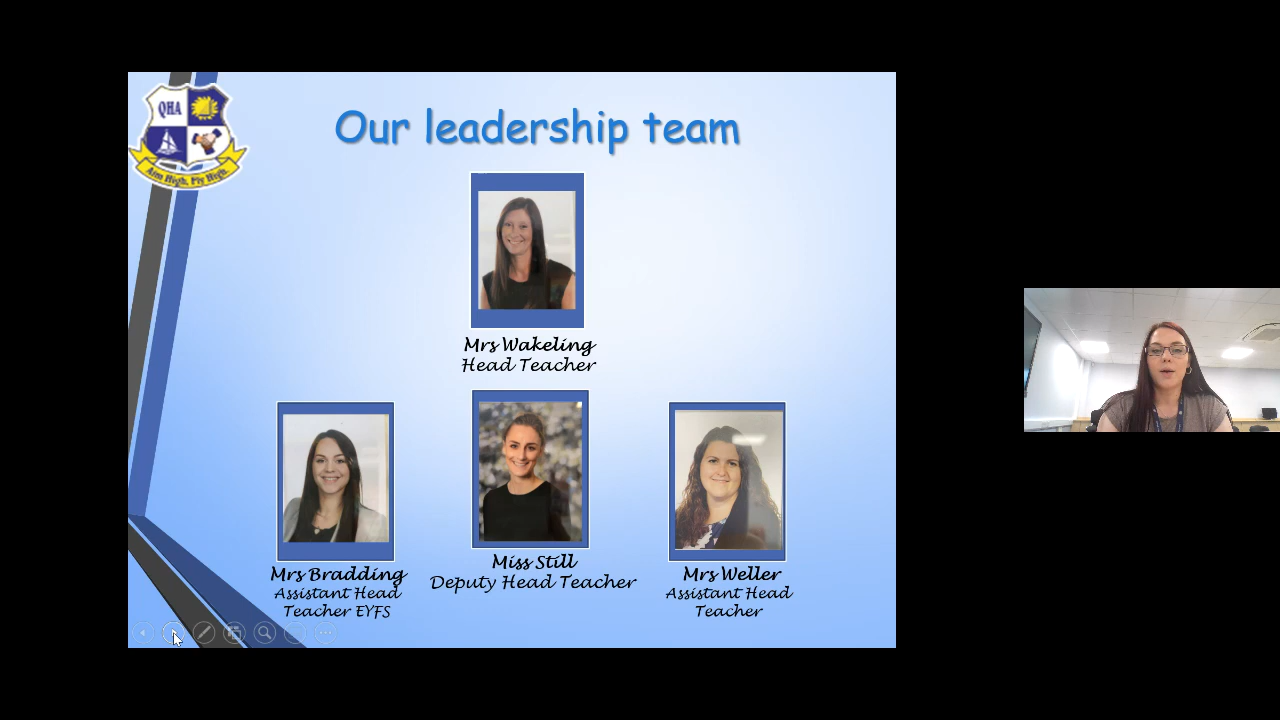 QHA
Aim High, Fly High.
Our leadership team
Mrs Wakeling
Head Teacher
Mrs Bradding
Assistant Head
Teacher EYFS
Miss Still
Deputy Head Teacher
Mrs Weller
Assistant Head
Teacher